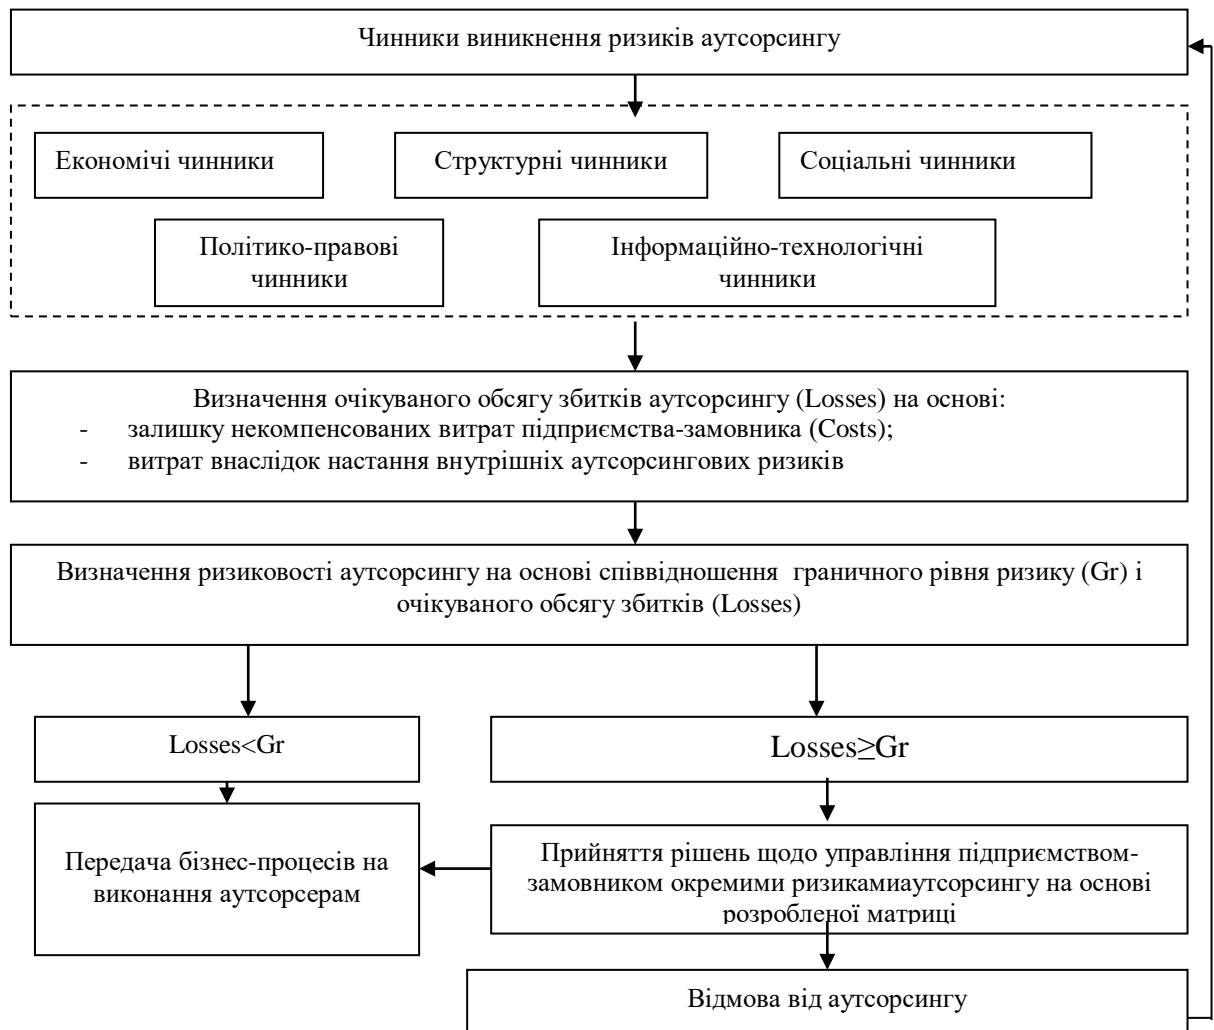 Чинники виникнення ризиків аутсорсингу
Економічі чинники
Структурні чинники
Соціальні чинники
Політико-правові
чинники
Інформаційно-технологічні
чинники
Визначення очікуваного обсягу збитків аутсорсингу (Losses) на основі:
- залишку некомпенсованих витрат підприємства-замовника (Costs);
- витрат внаслідок настання внутрішніх аутсорсингових ризиків
Визначення ризиковості аутсорсингу на основі співвідношення граничного рівня ризику (Gr) і
очікуваного обсягу збитків (Losses)
Losses<Gr
Losses≥Gr
Передача бізнес-процесів на
виконання аутсорсерам
Прийняття рішень щодо управління підприємством-
замовником окремими ризикамиаутсорсингу на основі
розробленої матриці
Відмова від аутсорсингу